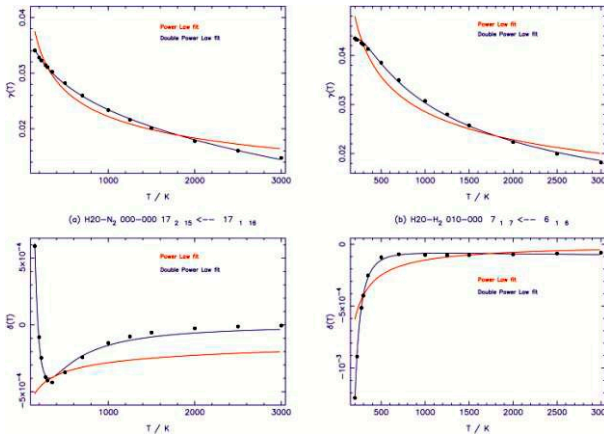 Power Law fit
Double Power Law fit
γ(T)
0.04
0.03
0.02
1000
2000
3000
T / K
(a) H2O-N2 000-000 17 2 15 <-- 17 1 16
Power Law fit
Double Power Law fit
γ(T)
0.04
0.03
0.02
500
1000
1500
2000
2500
3000
T / K
(b) H2O-H2 010-000 7 1 7 <-- 6 1 6
Power Law fit
Double Power Law fit
δ(T)
5×10⁻⁴
0
−5×10⁻⁴
1000
2000
3000
T / K
Power Law fit
Double Power Law fit
δ(T)
0
−5×10⁻⁴
−10⁻³
500
1000
1500
2000
2500
3000
T / K